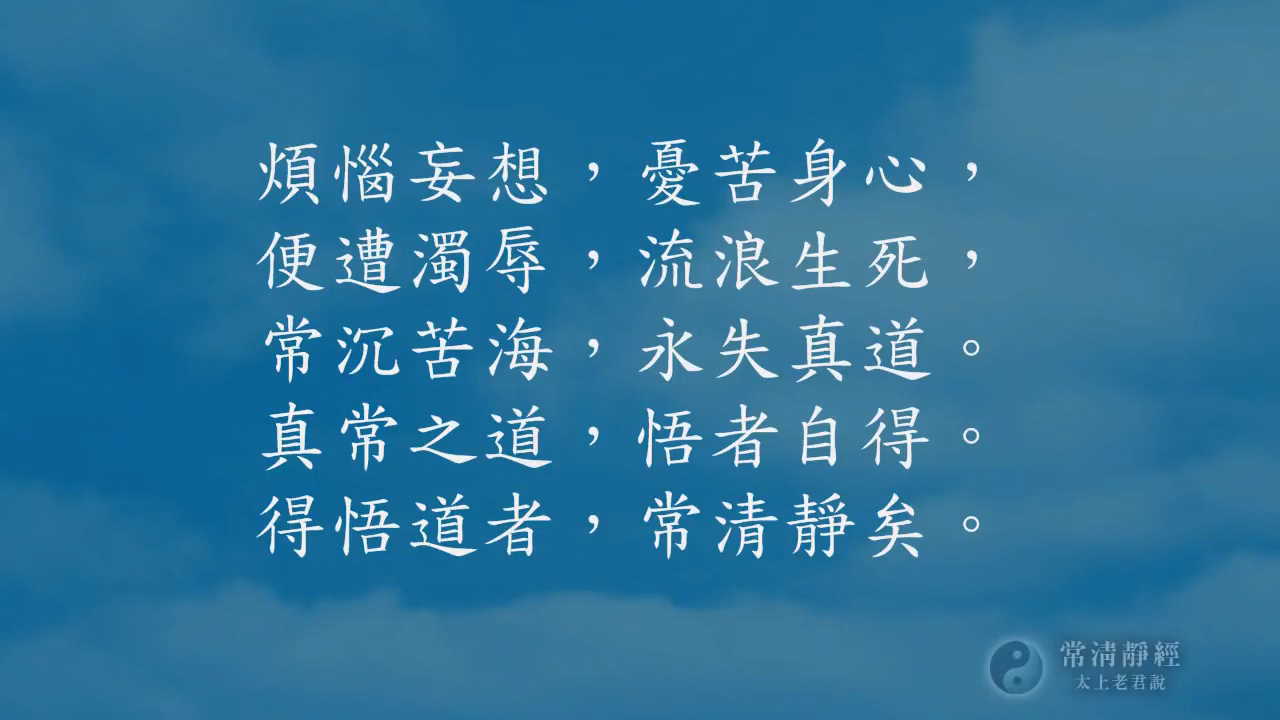 煩惱妄想，憂苦身心，
便遭濁辱，流浪生死，
常沉苦海，永失真道。
真常之道，悟者自得。
得悟道者，常清靜矣。
常清靜經
太上老君說